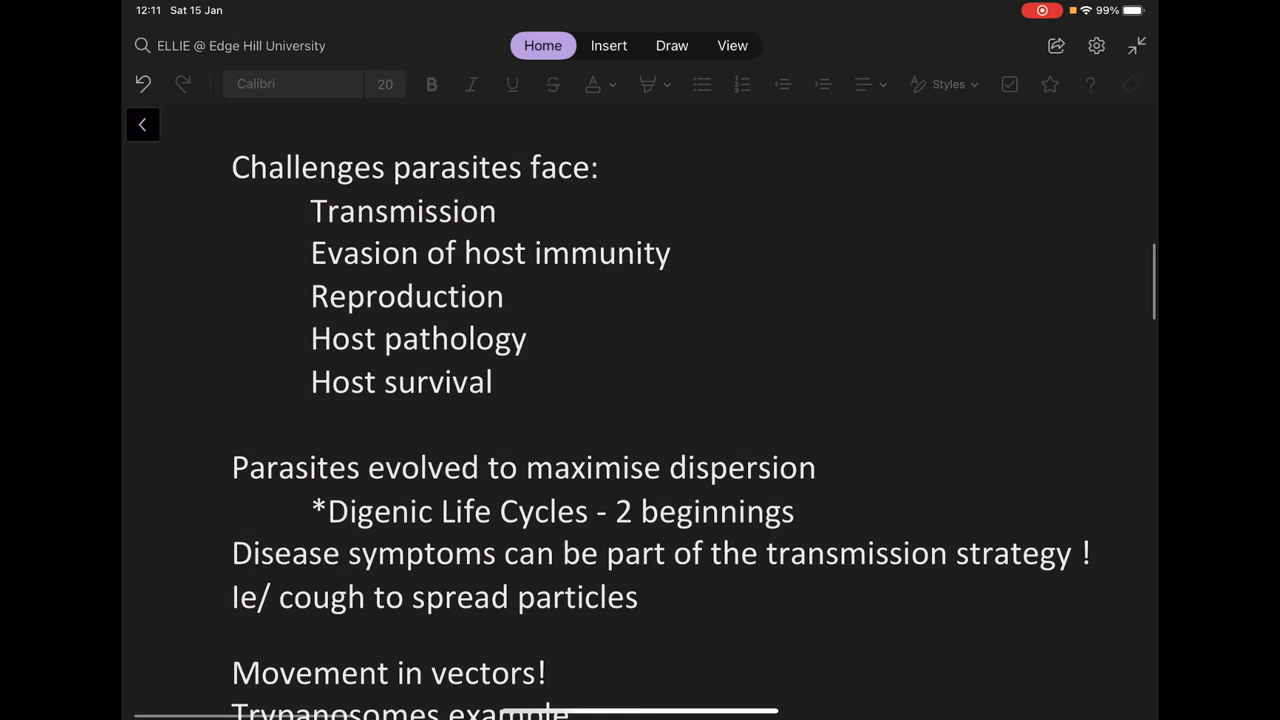 12:11 Sat 15 Jan 99%
ELLIE @ Edge Hill University Home Insert Draw View
Calibri 20 B I U S A Styles ?
Challenges parasites face:
Transmission
Evasion of host immunity
Reproduction
Host pathology
Host survival
Parasites evolved to maximise dispersion
*Digenic Life Cycles - 2 beginnings
Disease symptoms can be part of the transmission strategy !
Ie/ cough to spread particles
Movement in vectors!
Trypanosomes example